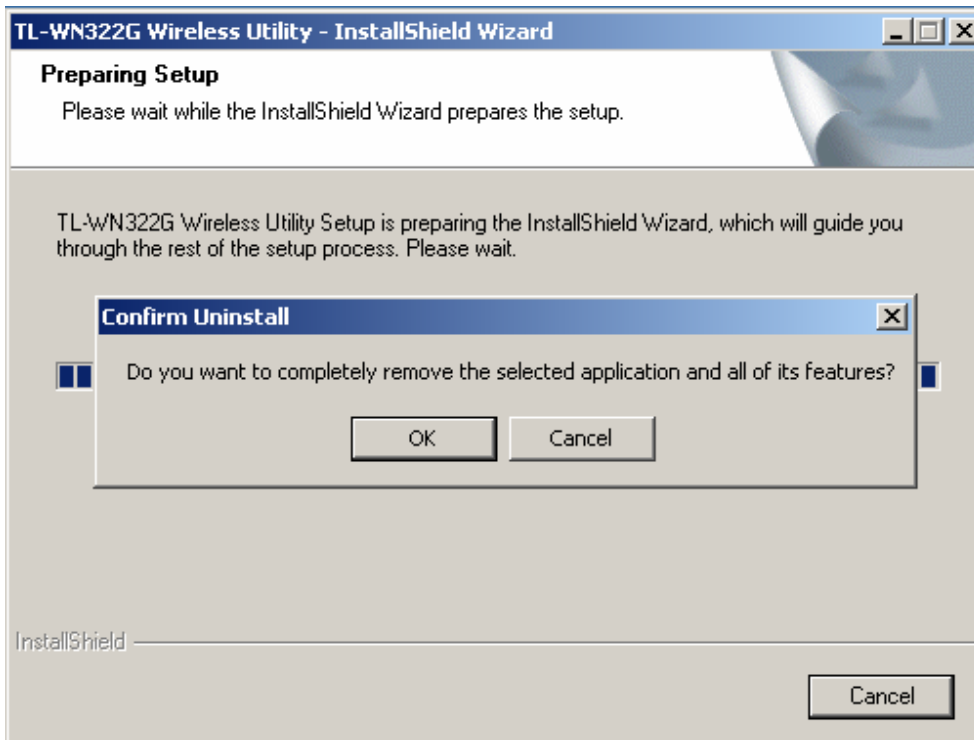 TL-WN322G Wireless Utility - InstallShield Wizard
Preparing Setup
Please wait while the InstallShield Wizard prepares the setup.
TL-WN322G Wireless Utility Setup is preparing the InstallShield Wizard, which will guide you
through the rest of the setup process. Please wait.
Confirm Uninstall
Do you want to completely remove the selected application and all of its features?
OK
Cancel
InstallShield
Cancel